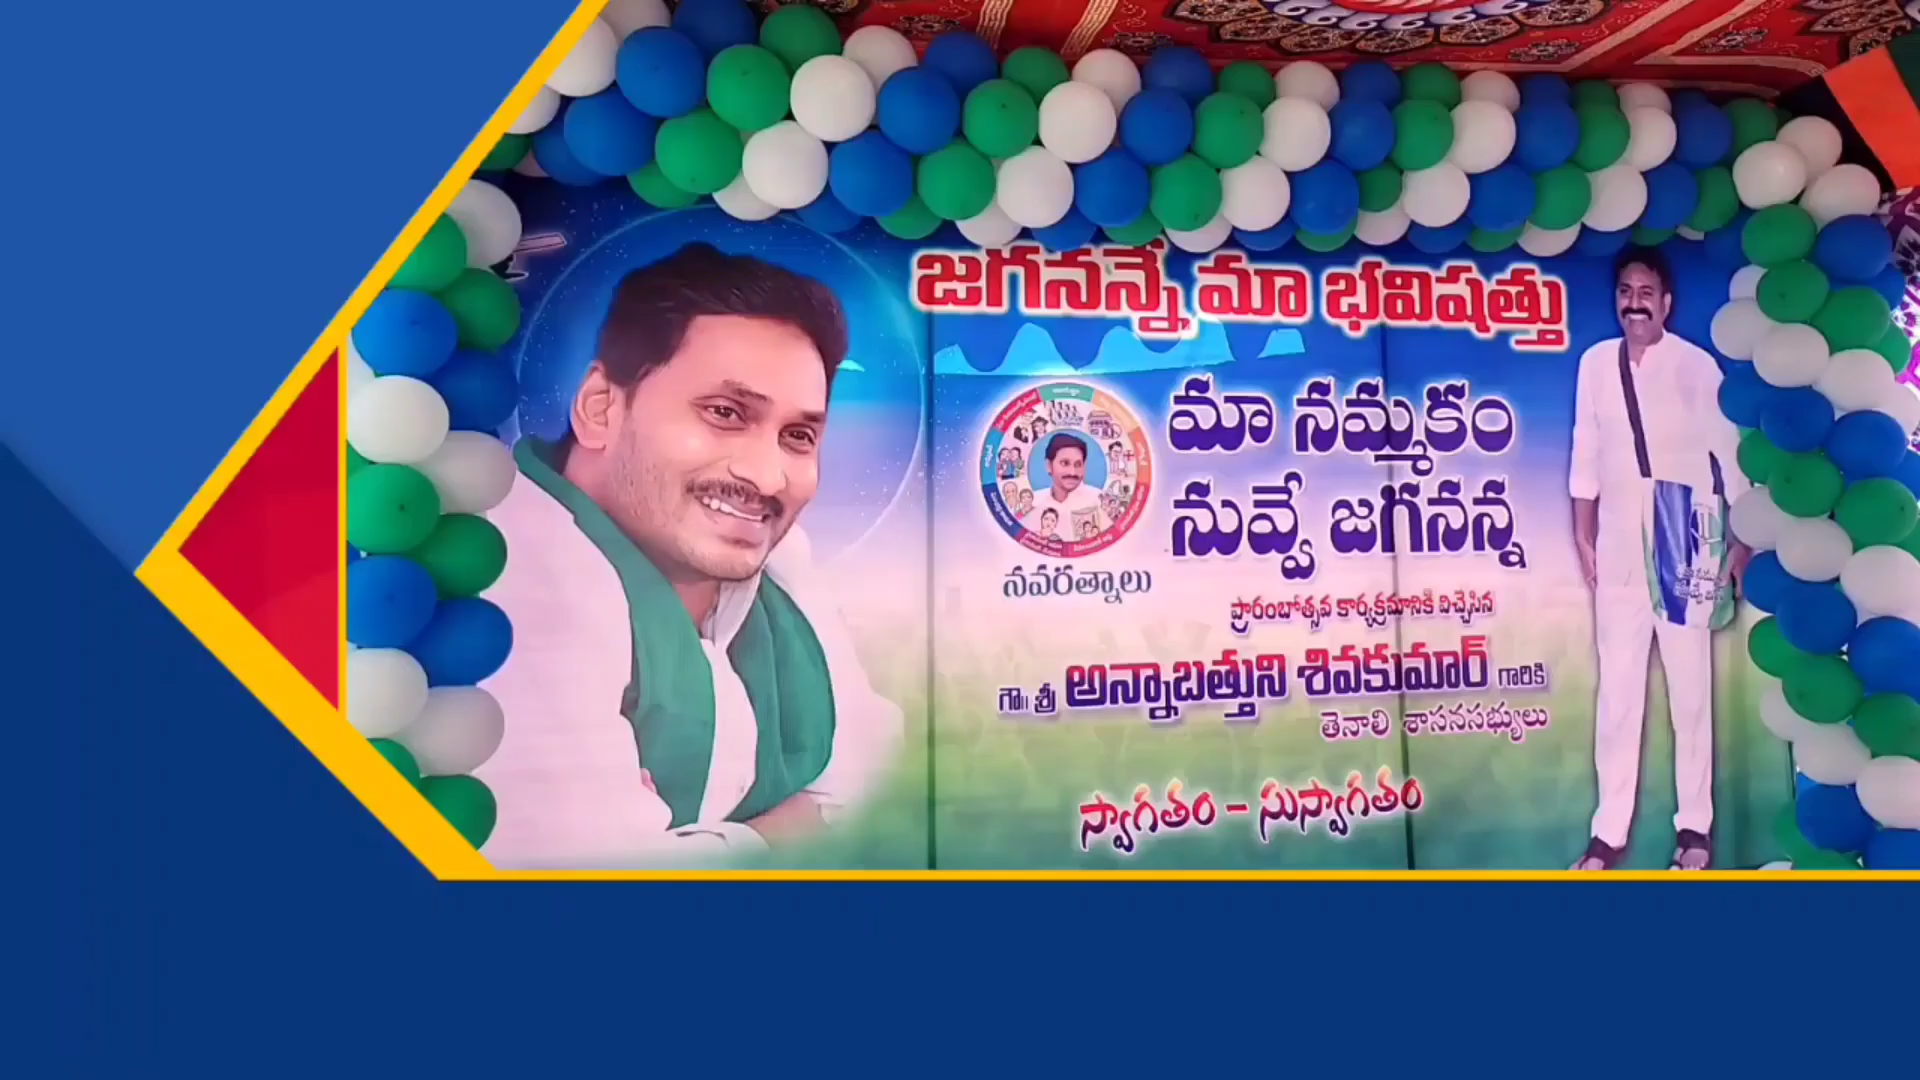 జగనన్నే మా భవిష్యత్తు
మా నమ్మకం
నువ్వే జగనన్న
నవరత్నాలు
ప్రారంబోత్సవ కార్యక్రమానికి విచ్చేసిన
గౌ॥ శ్రీ అన్నాబత్తుని శివకుమార్ గారికి
తెనాలి శాసనసభ్యులు
స్వాగతం - సుస్వాగతం